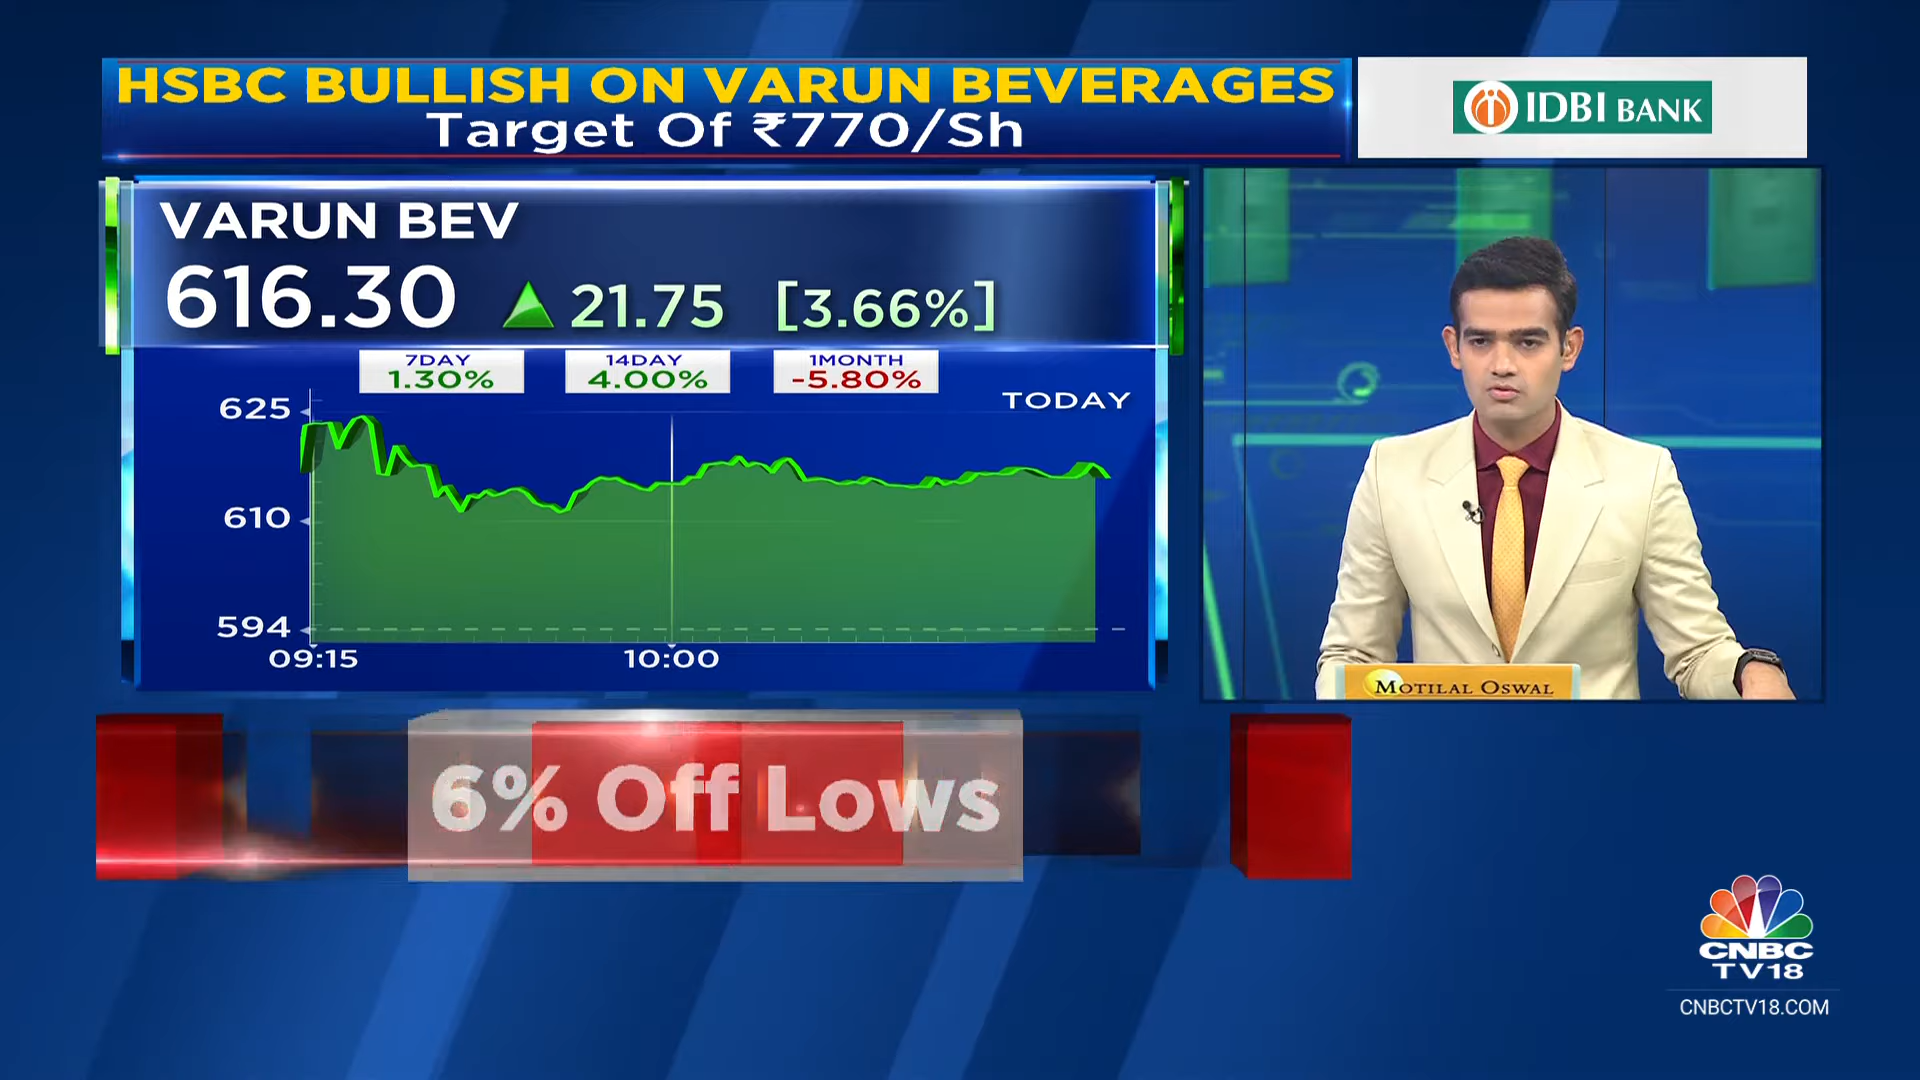 HSBC BULLISH ON VARUN BEVERAGES
Target Of ₹770/Sh
IDBI BANK
VARUN BEV
616.30 ▲ 21.75 [3.66%]
7DAY
1.30%
14DAY
4.00%
1MONTH
-5.80%
TODAY
625
610
594
09:15
10:00
MOTILAL OSWAL
6% Off Lows
CNBC
TV18
CNBCTV18.COM